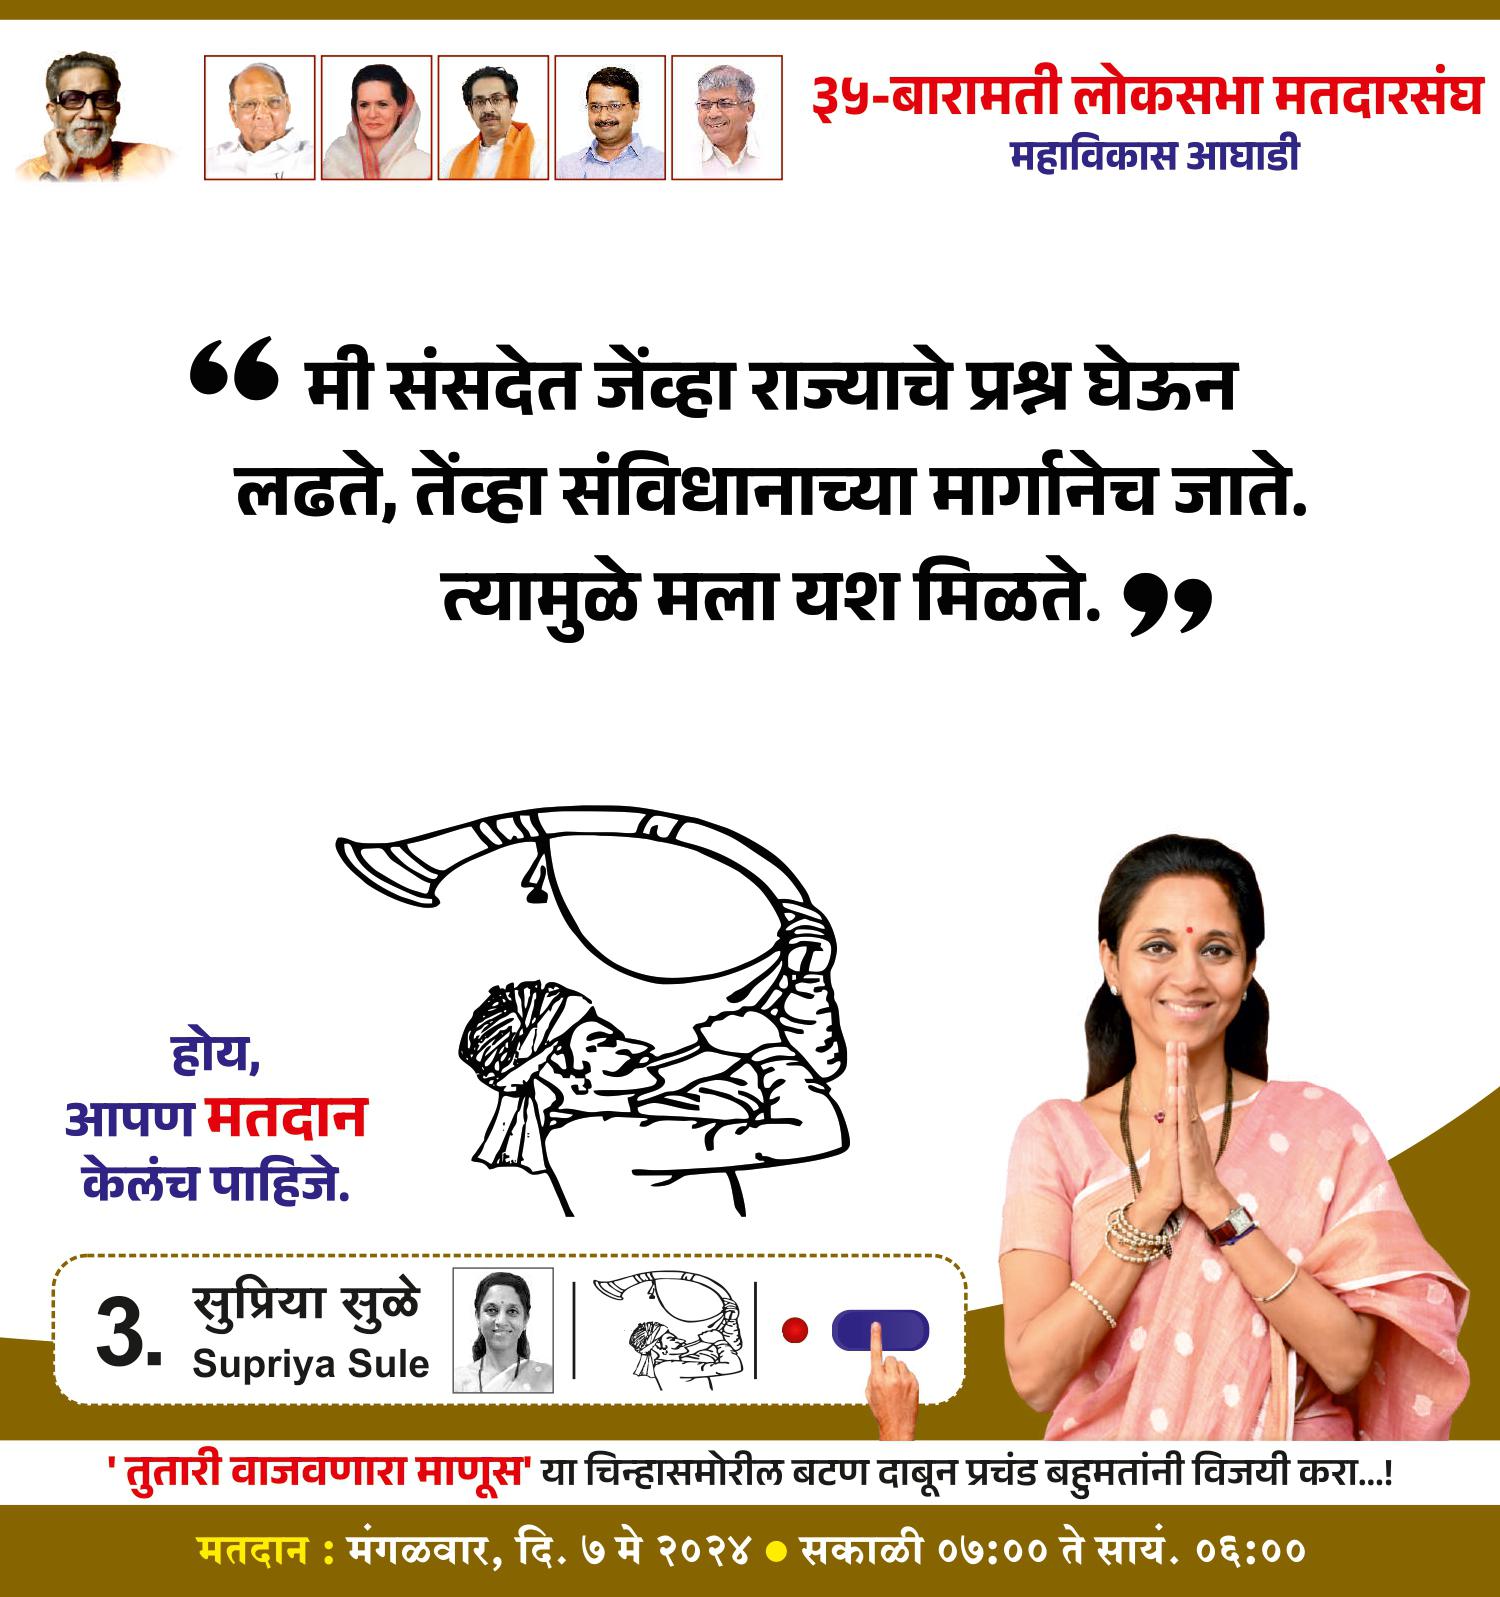 ३५-बारामती लोकसभा मतदारसंघ
महाविकास आघाडी
“ मी संसदेत जेंव्हा राज्याचे प्रश्न घेऊन
लढते, तेंव्हा संविधानाच्या मार्गानेच जाते.
त्यामुळे मला यश मिळते. ”
होय,
आपण मतदान
केलंच पाहिजे.
3. सुप्रिया सुळे
Supriya Sule
' तुतारी वाजवणारा माणूस' या चिन्हासमोरील बटण दाबून प्रचंड बहुमतांनी विजयी करा...!
मतदान : मंगळवार, दि. ७ मे २०२४ ● सकाळी ०७:०० ते सायं. ०६:००